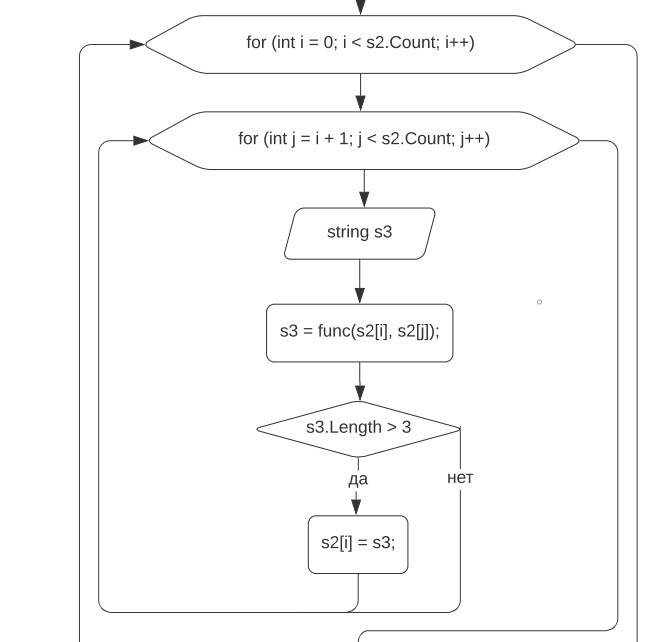 for (int i = 0; i < s2.Count; i++)
for (int j = i + 1; j < s2.Count; j++)
string s3
s3 = func(s2[i], s2[j]);
s3.Length > 3
да
нет
s2[i] = s3;